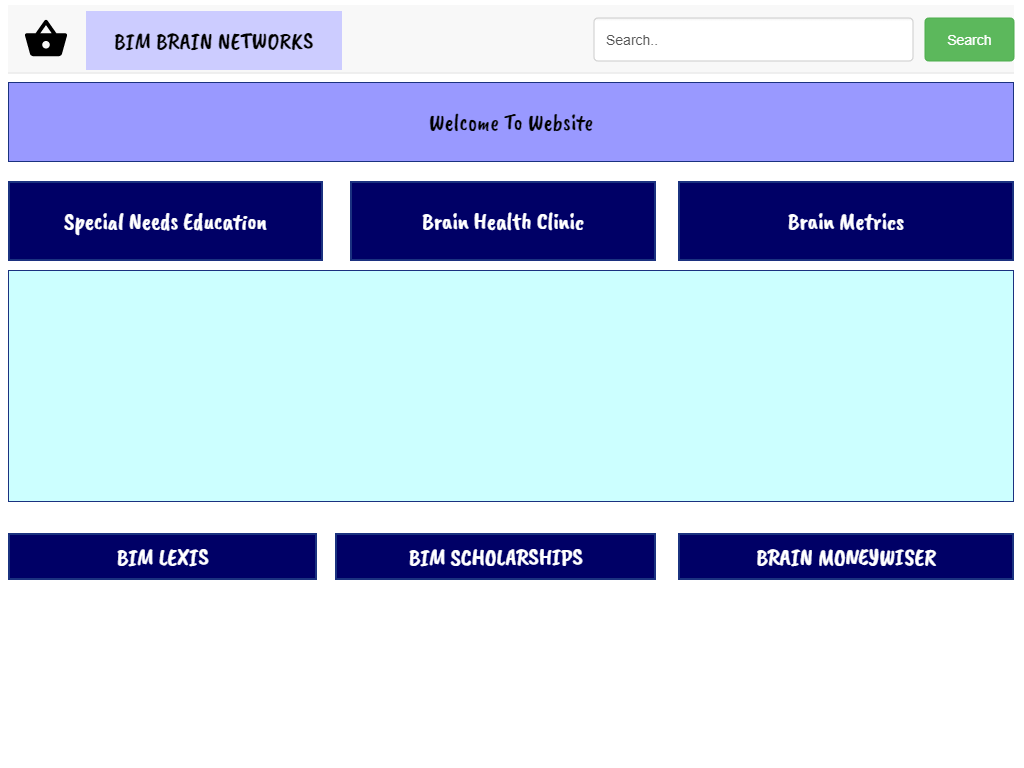 BIM BRAIN NETWORKS
Search..
Search
Welcome To Website
Special Needs Education
Brain Health Clinic
Brain Metrics
BIM LEXIS
BIM SCHOLARSHIPS
BRAIN MONEYWISER